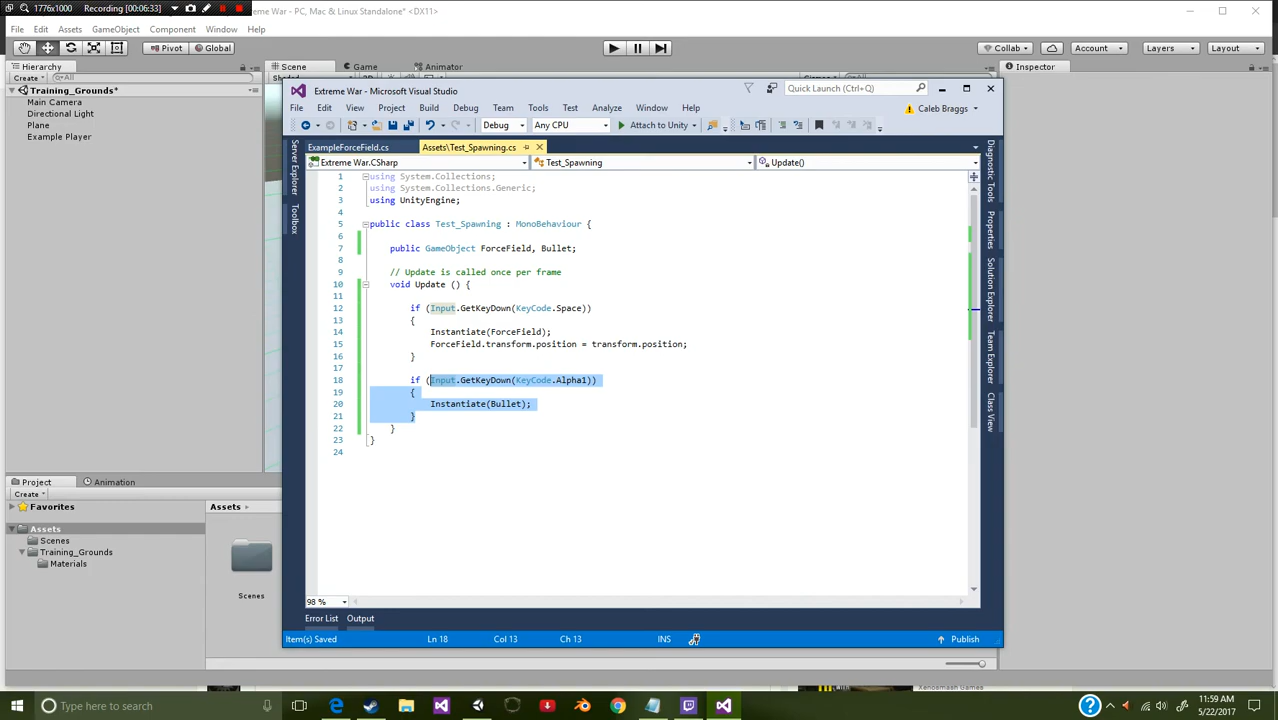 1776x1000 Recording [00:06:33]
treme War - PC, Mac & Linux Standalone* <DX11>
File Edit Assets GameObject Component Window Help
Pivot Global Collab Account Layers Layout
Hierarchy Scene Game Animator Inspector
Create All Shaded
Training_Grounds*
Main Camera
Directional Light
Plane
Example Player
Extreme War - Microsoft Visual Studio Quick Launch (Ctrl+Q)
File Edit View Project Build Debug Team Tools Test Analyze Window Help Caleb Braggs
Debug Any CPU Attach to Unity
ExampleForceField.cs Assets\Test_Spawning.cs
Extreme War.CSharp Test_Spawning Update()
Server Explorer
Toolbox
1 using System.Collections;
2 using System.Collections.Generic;
3 using UnityEngine;
4
5 public class Test_Spawning : MonoBehaviour {
6
7 public GameObject ForceField, Bullet;
8
9 // Update is called once per frame
10 void Update () {
11
12 if (Input.GetKeyDown(KeyCode.Space))
13 {
14 Instantiate(ForceField);
15 ForceField.transform.position = transform.position;
16 }
17
18 if (Input.GetKeyDown(KeyCode.Alpha1))
19 {
20 Instantiate(Bullet);
21 }
22 }
23 }
24
Diagnostic Tools
Properties
Solution Explorer
Team Explorer
Class View
98 %
Error List Output
Item(s) Saved Ln 18 Col 13 Ch 13 INS Publish
Project Animation
Create
Favorites
Assets
Scenes
Training_Grounds
Materials
Assets
Scenes
Xenosmash Games
Type here to search
11:59 AM
5/22/2017